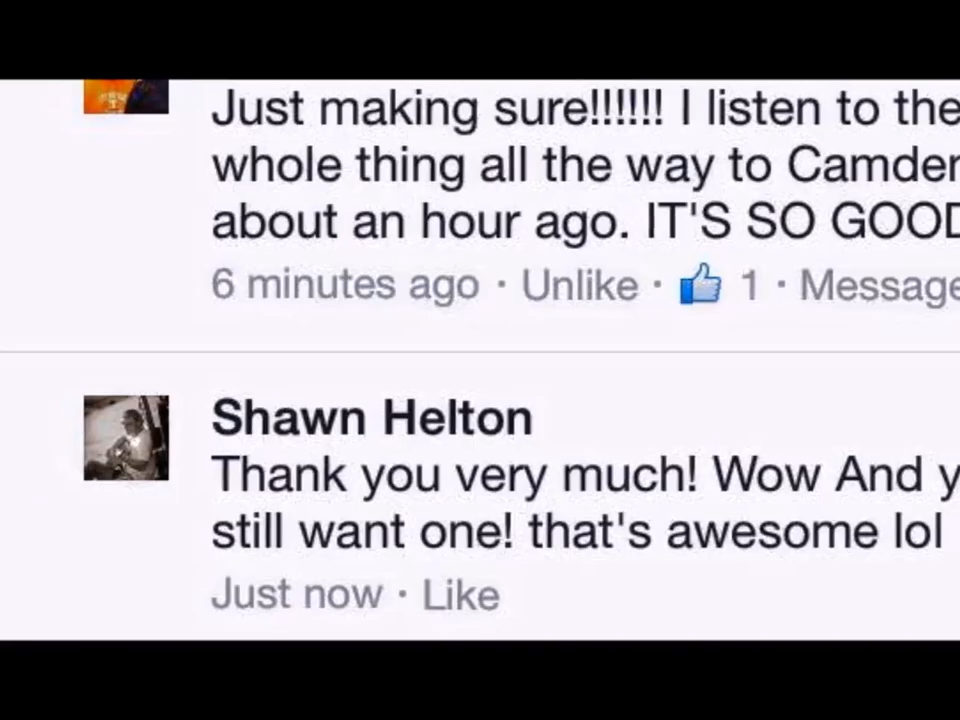 Just making sure!!!!!! I listen to the
whole thing all the way to Camden
about an hour ago. IT'S SO GOOD
6 minutes ago · Unlike · 1 · Message
Shawn Helton
Thank you very much! Wow And y
still want one! that's awesome lol
Just now · Like